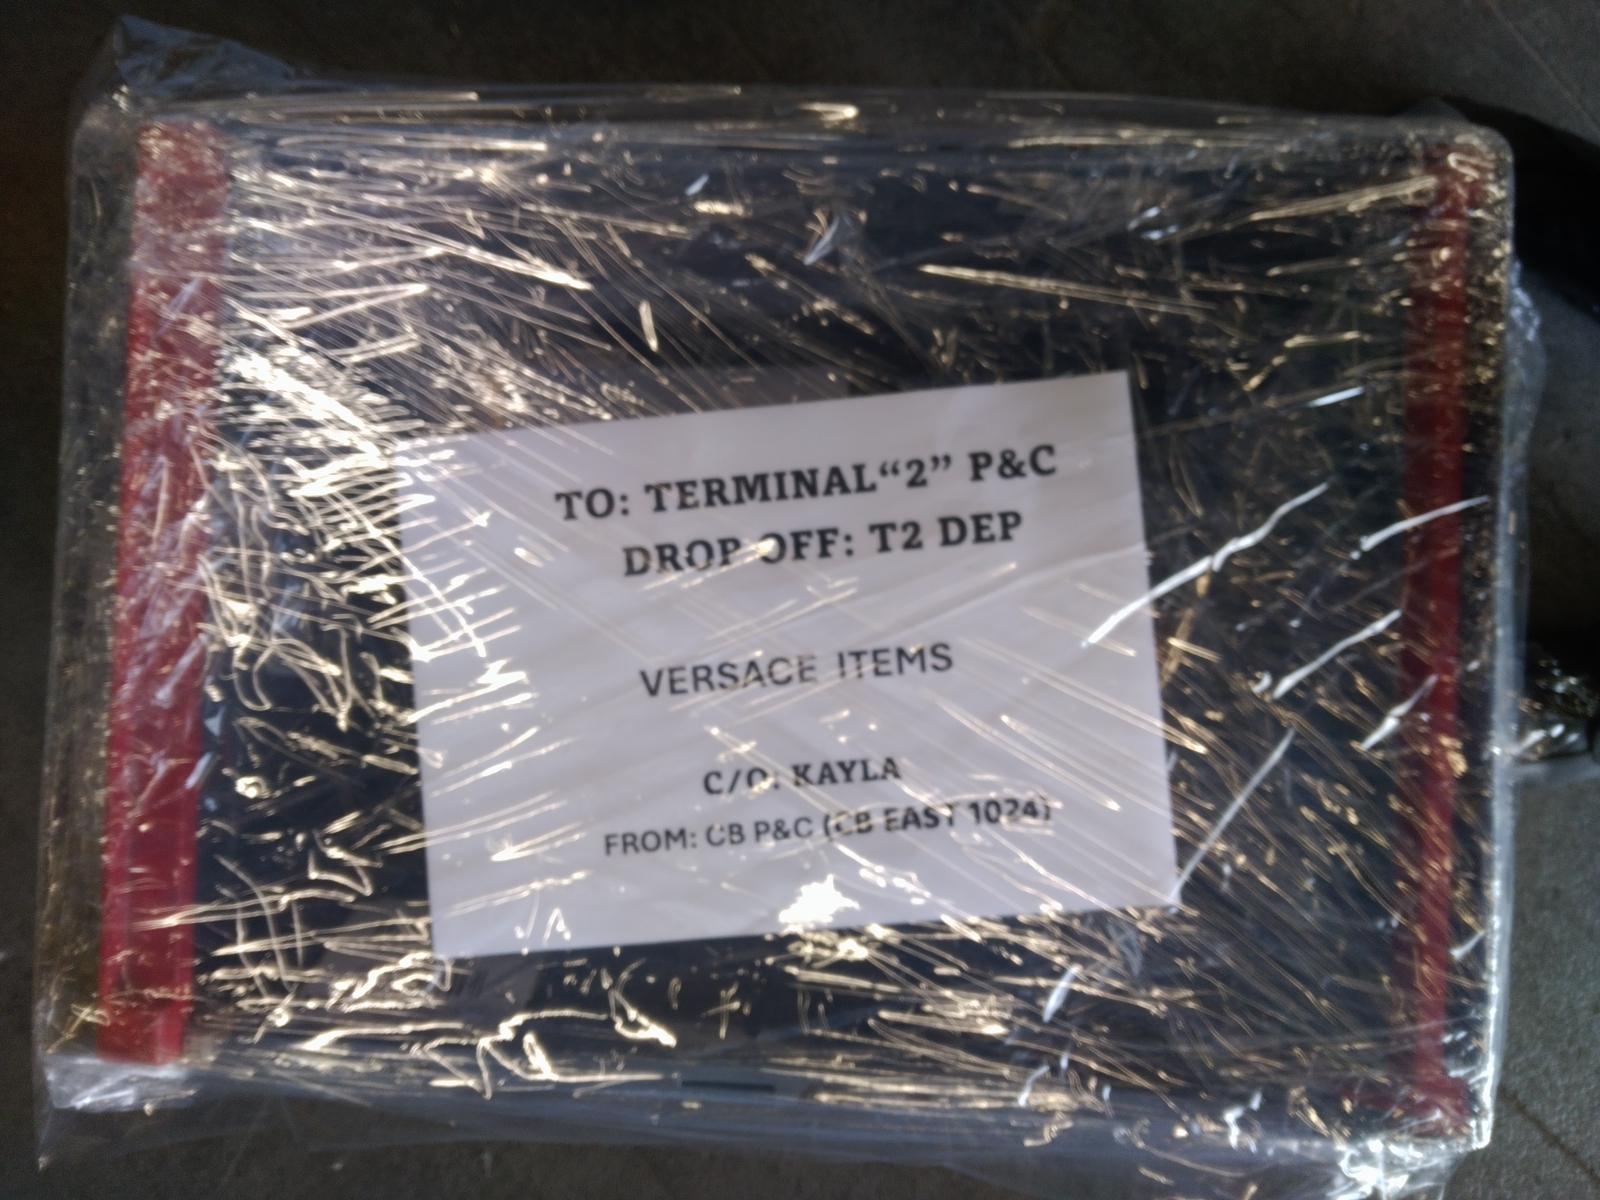 TO: TERMINAL“2” P&C
DROP OFF: T2 DEP
VERSACE ITEMS
C/O: KAYLA
FROM: CB P&C (CB EAST 1024)